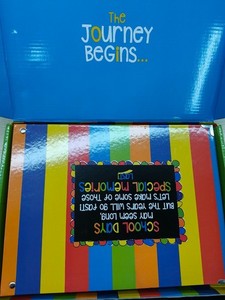 The
Journey
Begins...
SCHOOL DAYS
MAY SEEM LONG,
BUT THE YEARS WILL GO FAST!
LET'S MAKE SOME OF THOSE
SPECIAL MEMORIES
LAST